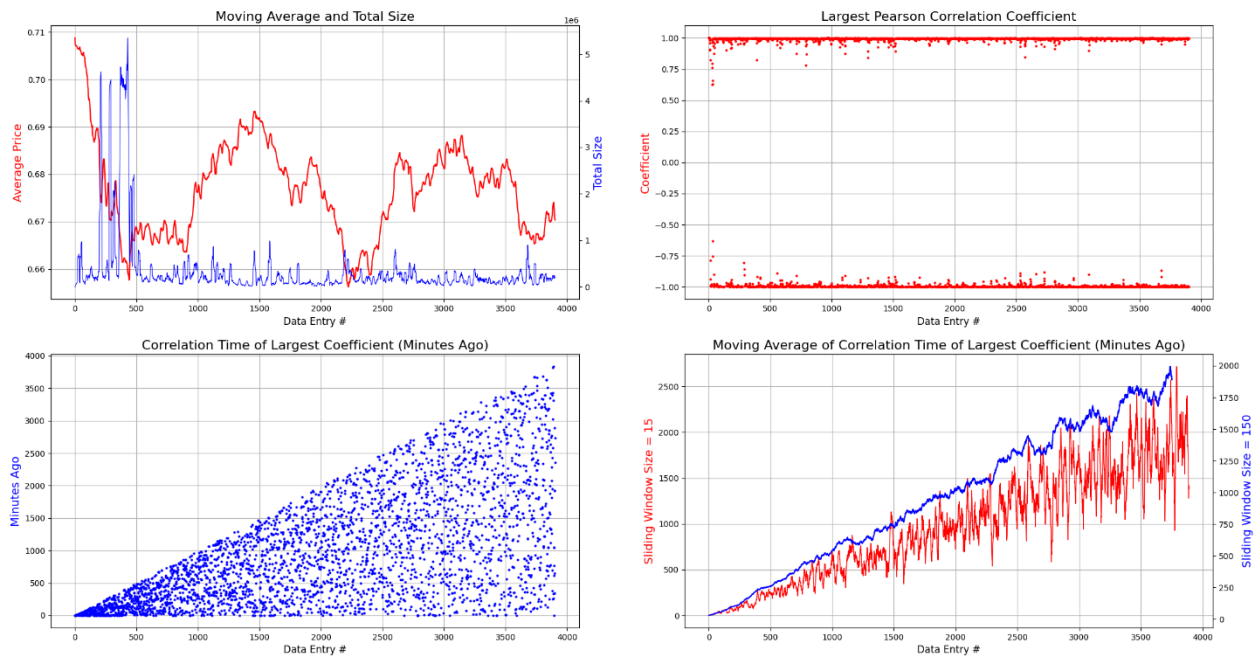 Moving Average and Total Size
1e6
Average Price
0.71
0.70
0.69
0.68
0.67
0.66
5
4
3
2
1
0
Total Size
0 500 1000 1500 2000 2500 3000 3500 4000
Data Entry #
Largest Pearson Correlation Coefficient
Coefficient
1.00
0.75
0.50
0.25
0.00
−0.25
−0.50
−0.75
−1.00
0 500 1000 1500 2000 2500 3000 3500 4000
Data Entry #
Correlation Time of Largest Coefficient (Minutes Ago)
Minutes Ago
4000
3500
3000
2500
2000
1500
1000
500
0
0 500 1000 1500 2000 2500 3000 3500 4000
Data Entry #
Moving Average of Correlation Time of Largest Coefficient (Minutes Ago)
Sliding Window Size = 15
2500
2000
1500
1000
500
0
2000
1750
1500
1250
1000
750
500
250
0
Sliding Window Size = 150
0 500 1000 1500 2000 2500 3000 3500 4000
Data Entry #